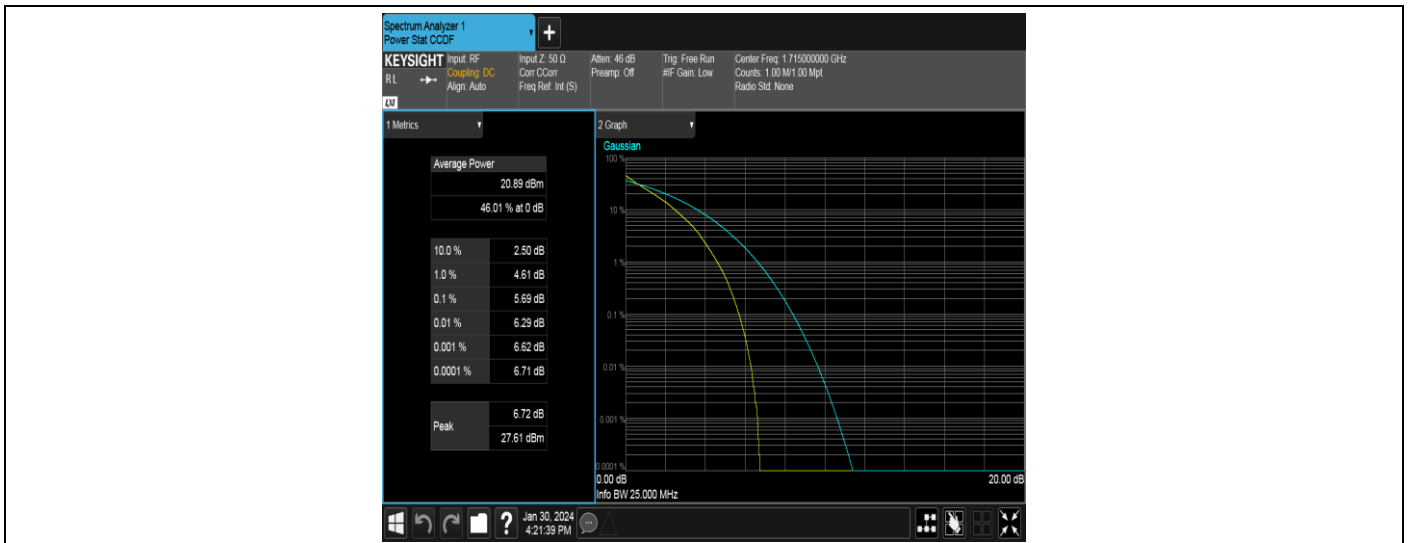 Spectrum Analyzer 1
Power Stat CCDF
+
KEYSIGHT
RL
LXI
Input: RF
Coupling: DC
Align: Auto
Input Z: 50 Ω
Corr CCorr
Freq Ref: Int (S)
Atten: 46 dB
Preamp: Off
Trig: Free Run
#IF Gain: Low
Center Freq: 1.715000000 GHz
Counts: 1.00 M/1.00 Mpt
Radio Std: None
1 Metrics
Average Power
20.89 dBm
46.01 % at 0 dB
10.0 % 2.50 dB
1.0 % 4.61 dB
0.1 % 5.69 dB
0.01 % 6.29 dB
0.001 % 6.62 dB
0.0001 % 6.71 dB
Peak
6.72 dB
27.61 dBm
2 Graph
Gaussian
100 %
10 %
1 %
0.1 %
0.01 %
0.001 %
0.0001 %
0.00 dB 20.00 dB
Info BW 25.000 MHz
?
Jan 30, 2024
4:21:39 PM